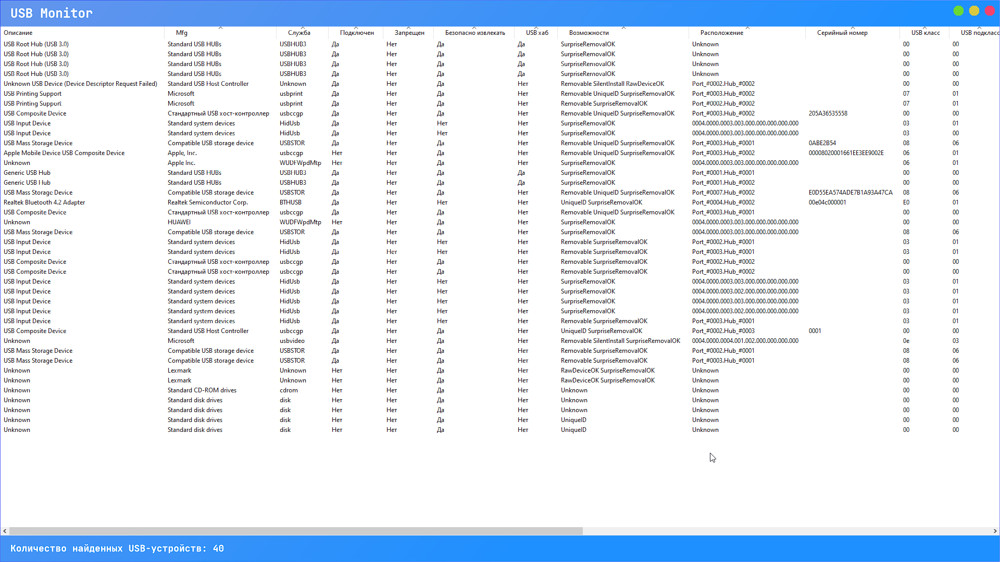 USB Monitor
Описание Mfg Служба Подключен Запрещен Безопасно извлекать USB хаб Возможности Расположение Серийный номер USB класс USB подкласс
USB Root Hub (USB 3.0) Standard USB HUBs USBHUB3 Да Нет Да Да SurpriseRemovalOK Unknown 00 00
USB Root Hub (USB 3.0) Standard USB HUBs USBHUB3 Да Нет Да Да SurpriseRemovalOK Unknown 00 00
USB Root Hub (USB 3.0) Standard USB HUBs USBHUB3 Да Нет Да Да SurpriseRemovalOK Unknown 00 00
USB Root Hub (USB 3.0) Standard USB HUBs USBHUB3 Да Нет Да Да SurpriseRemovalOK Unknown 00 00
Unknown USB Device (Device Descriptor Request Failed) Standard USB Host Controller Unknown Да Нет Да Нет Removable SilentInstall RawDeviceOK Port_#0002.Hub_#0002 00 00
USB Printing Support Microsoft usbprint Да Нет Да Нет Removable UniqueID SurpriseRemovalOK Port_#0003.Hub_#0002 07 01
USB Printing Support Microsoft usbprint Да Нет Да Нет Removable SurpriseRemovalOK Port_#0002.Hub_#0002 07 01
USB Composite Device Стандартный USB хост-контроллер usbccgp Да Нет Да Нет Removable UniqueID SurpriseRemovalOK Port_#0003.Hub_#0002 205A36535558 00 00
USB Input Device Standard system devices HidUsb Да Нет Нет Нет SurpriseRemovalOK 0004.0000.0003.003.000.000.000.000.000 03 01
USB Input Device Standard system devices HidUsb Да Нет Нет Нет SurpriseRemovalOK 0004.0000.0003.003.000.000.000.000.000 03 00
USB Mass Storage Device Compatible USB storage device USBSTOR Да Нет Да Нет Removable UniqueID SurpriseRemovalOK Port_#0003.Hub_#0001 0ABE2B54 08 06
Apple Mobile Device USB Composite Device Apple, Inc. usbccgp Нет Нет Да Нет Removable UniqueID SurpriseRemovalOK Port_#0003.Hub_#0002 00008020001661EE3EE9002E 06 01
Unknown Apple Inc. WUDFWpdMtp Нет Нет Да Нет SurpriseRemovalOK 0004.0000.0003.003.000.000.000.000.000 06 01
Generic USB Hub Standard USB HUBs USBHUB3 Да Нет Да Да SurpriseRemovalOK Port_#0001.Hub_#0001 00 00
Generic USB Hub Standard USB HUBs USBHUB3 Да Нет Да Да SurpriseRemovalOK Port_#0001.Hub_#0002 00 00
USB Mass Storage Device Compatible USB storage device USBSTOR Да Нет Да Нет Removable UniqueID SurpriseRemovalOK Port_#0007.Hub_#0002 E0D55EA574ADE7B1A93A47CA 08 06
Realtek Bluetooth 4.2 Adapter Realtek Semiconductor Corp. BTHUSB Да Нет Нет Нет UniqueID SurpriseRemovalOK Port_#0004.Hub_#0002 00e04c000001 E0 01
USB Composite Device Стандартный USB хост-контроллер usbccgp Да Нет Да Нет Removable UniqueID SurpriseRemovalOK Port_#0003.Hub_#0001 00 00
Unknown HUAWEI WUDFWpdMtp Нет Нет Да Нет SurpriseRemovalOK 0004.0000.0003.003.000.000.000.000.000 00 00
USB Mass Storage Device Compatible USB storage device USBSTOR Да Нет Да Нет SurpriseRemovalOK 0004.0000.0003.003.000.000.000.000.000 08 06
USB Input Device Standard system devices HidUsb Да Нет Нет Нет Removable SurpriseRemovalOK Port_#0002.Hub_#0001 03 01
USB Input Device Standard system devices HidUsb Да Нет Нет Нет Removable SurpriseRemovalOK Port_#0003.Hub_#0001 03 01
USB Composite Device Стандартный USB хост-контроллер usbccgp Да Нет Да Нет Removable SurpriseRemovalOK Port_#0002.Hub_#0002 00 00
USB Composite Device Стандартный USB хост-контроллер usbccgp Да Нет Да Нет Removable SurpriseRemovalOK Port_#0003.Hub_#0002 00 00
USB Input Device Standard system devices HidUsb Да Нет Нет Нет SurpriseRemovalOK 0004.0000.0003.003.000.000.000.000.000 03 01
USB Input Device Standard system devices HidUsb Да Нет Нет Нет SurpriseRemovalOK 0004.0000.0003.002.000.000.000.000.000 03 01
USB Input Device Standard system devices HidUsb Да Нет Нет Нет SurpriseRemovalOK 0004.0000.0003.003.000.000.000.000.000 03 01
USB Input Device Standard system devices HidUsb Да Нет Нет Нет SurpriseRemovalOK 0004.0000.0003.002.000.000.000.000.000 03 01
USB Input Device Standard system devices HidUsb Да Нет Нет Нет Removable SurpriseRemovalOK Port_#0003.Hub_#0001 03 01
USB Composite Device Standard USB Host Controller usbccgp Да Нет Да Нет UniqueID SurpriseRemovalOK Port_#0002.Hub_#0003 0001 00 00
Unknown Microsoft usbvideo Да Нет Да Нет Removable SilentInstall SurpriseRemovalOK 0004.0000.0004.001.002.000.000.000.000 0e 03
USB Mass Storage Device Compatible USB storage device USBSTOR Да Нет Да Нет Removable SurpriseRemovalOK Port_#0002.Hub_#0001 08 06
USB Mass Storage Device Compatible USB storage device USBSTOR Да Нет Да Нет Removable SurpriseRemovalOK Port_#0003.Hub_#0001 08 06
Unknown Lexmark Unknown Нет Нет Да Нет RawDeviceOK SurpriseRemovalOK Unknown 00 00
Unknown Lexmark Unknown Нет Нет Да Нет RawDeviceOK SurpriseRemovalOK Unknown 00 00
Unknown Standard CD-ROM drives cdrom Нет Нет Да Нет Unknown Unknown 00 00
Unknown Standard disk drives disk Нет Нет Да Нет Unknown Unknown 00 00
Unknown Standard disk drives disk Нет Нет Да Нет Unknown Unknown 00 00
Unknown Standard disk drives disk Нет Нет Да Нет UniqueID Unknown 00 00
Unknown Standard disk drives disk Нет Нет Да Нет UniqueID Unknown 00 00
Количество найденных USB-устройств: 40